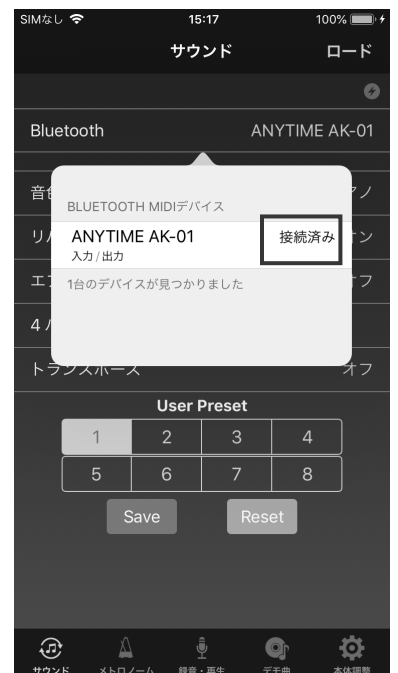 SIMなし 15:17 100%
サウンド ロード
Bluetooth ANYTIME AK-01
BLUETOOTH MIDIデバイス
ANYTIME AK-01 接続済み
入力/出力
1台のデバイスが見つかりました
トランスポーズ オフ
User Preset
1 2 3 4
5 6 7 8
Save Reset
サウンド メトロノーム 録音・再生 デモ曲 本体調整